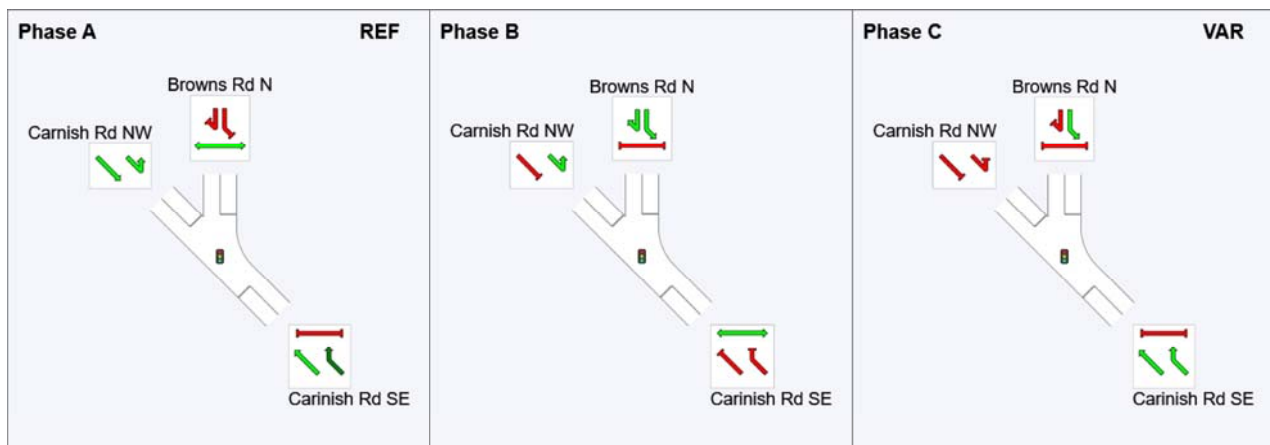 Phase A REF
Browns Rd N
Carnish Rd NW
Carinish Rd SE
Phase B
Browns Rd N
Carnish Rd NW
Carinish Rd SE
Phase C VAR
Browns Rd N
Carnish Rd NW
Carinish Rd SE